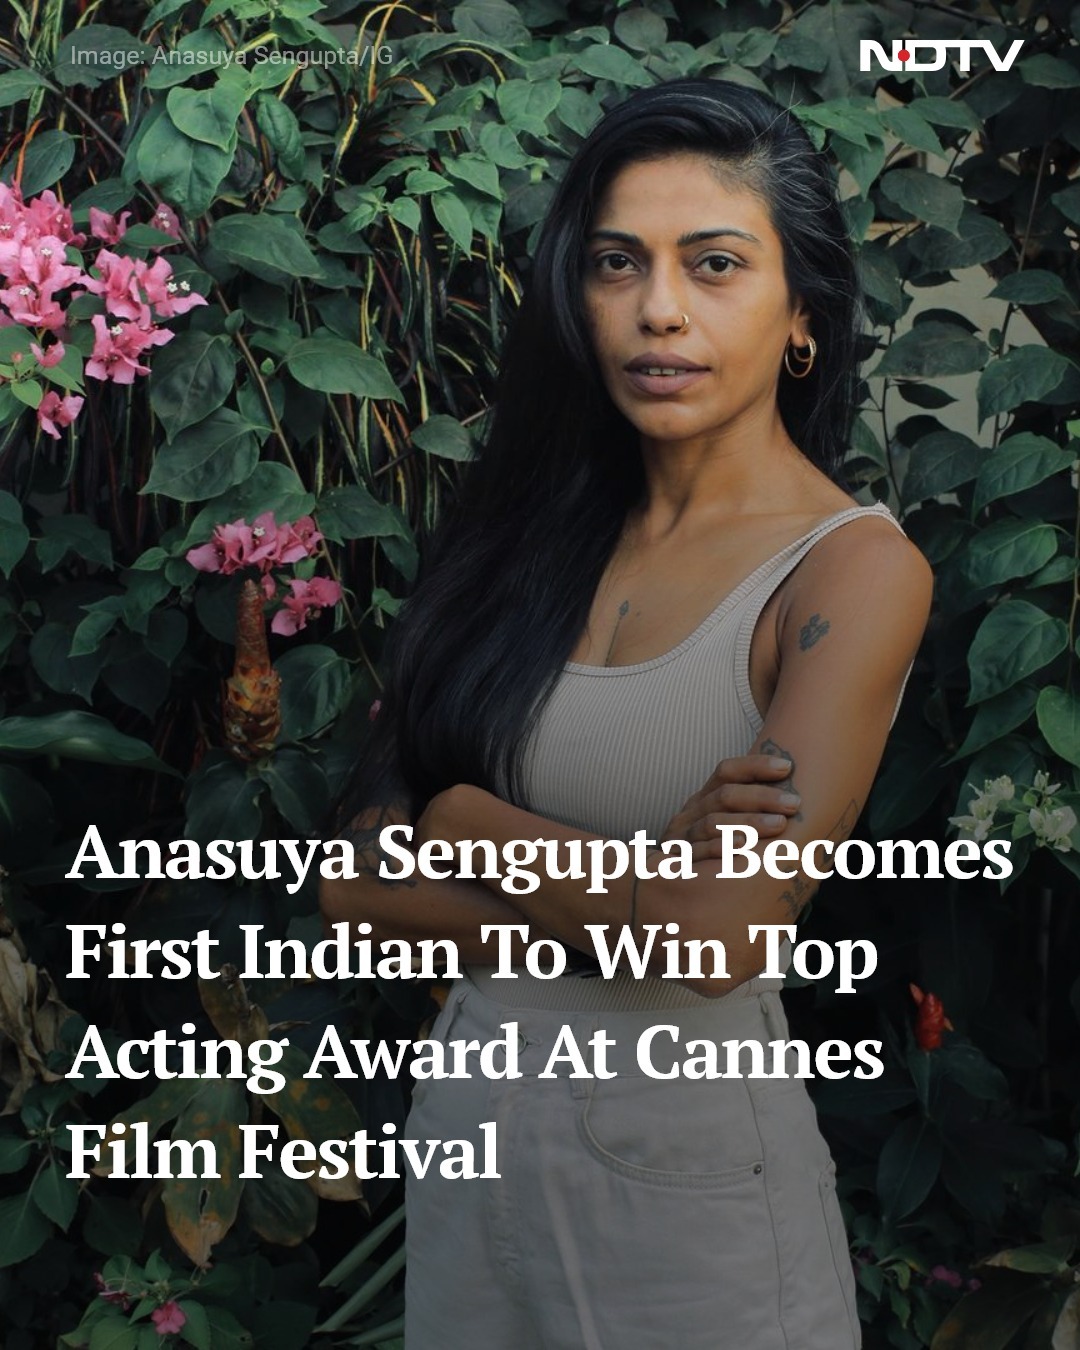 Image: Anasuya Sengupta/IG
NDTV
Anasuya Sengupta Becomes
First Indian To Win Top
Acting Award At Cannes
Film Festival